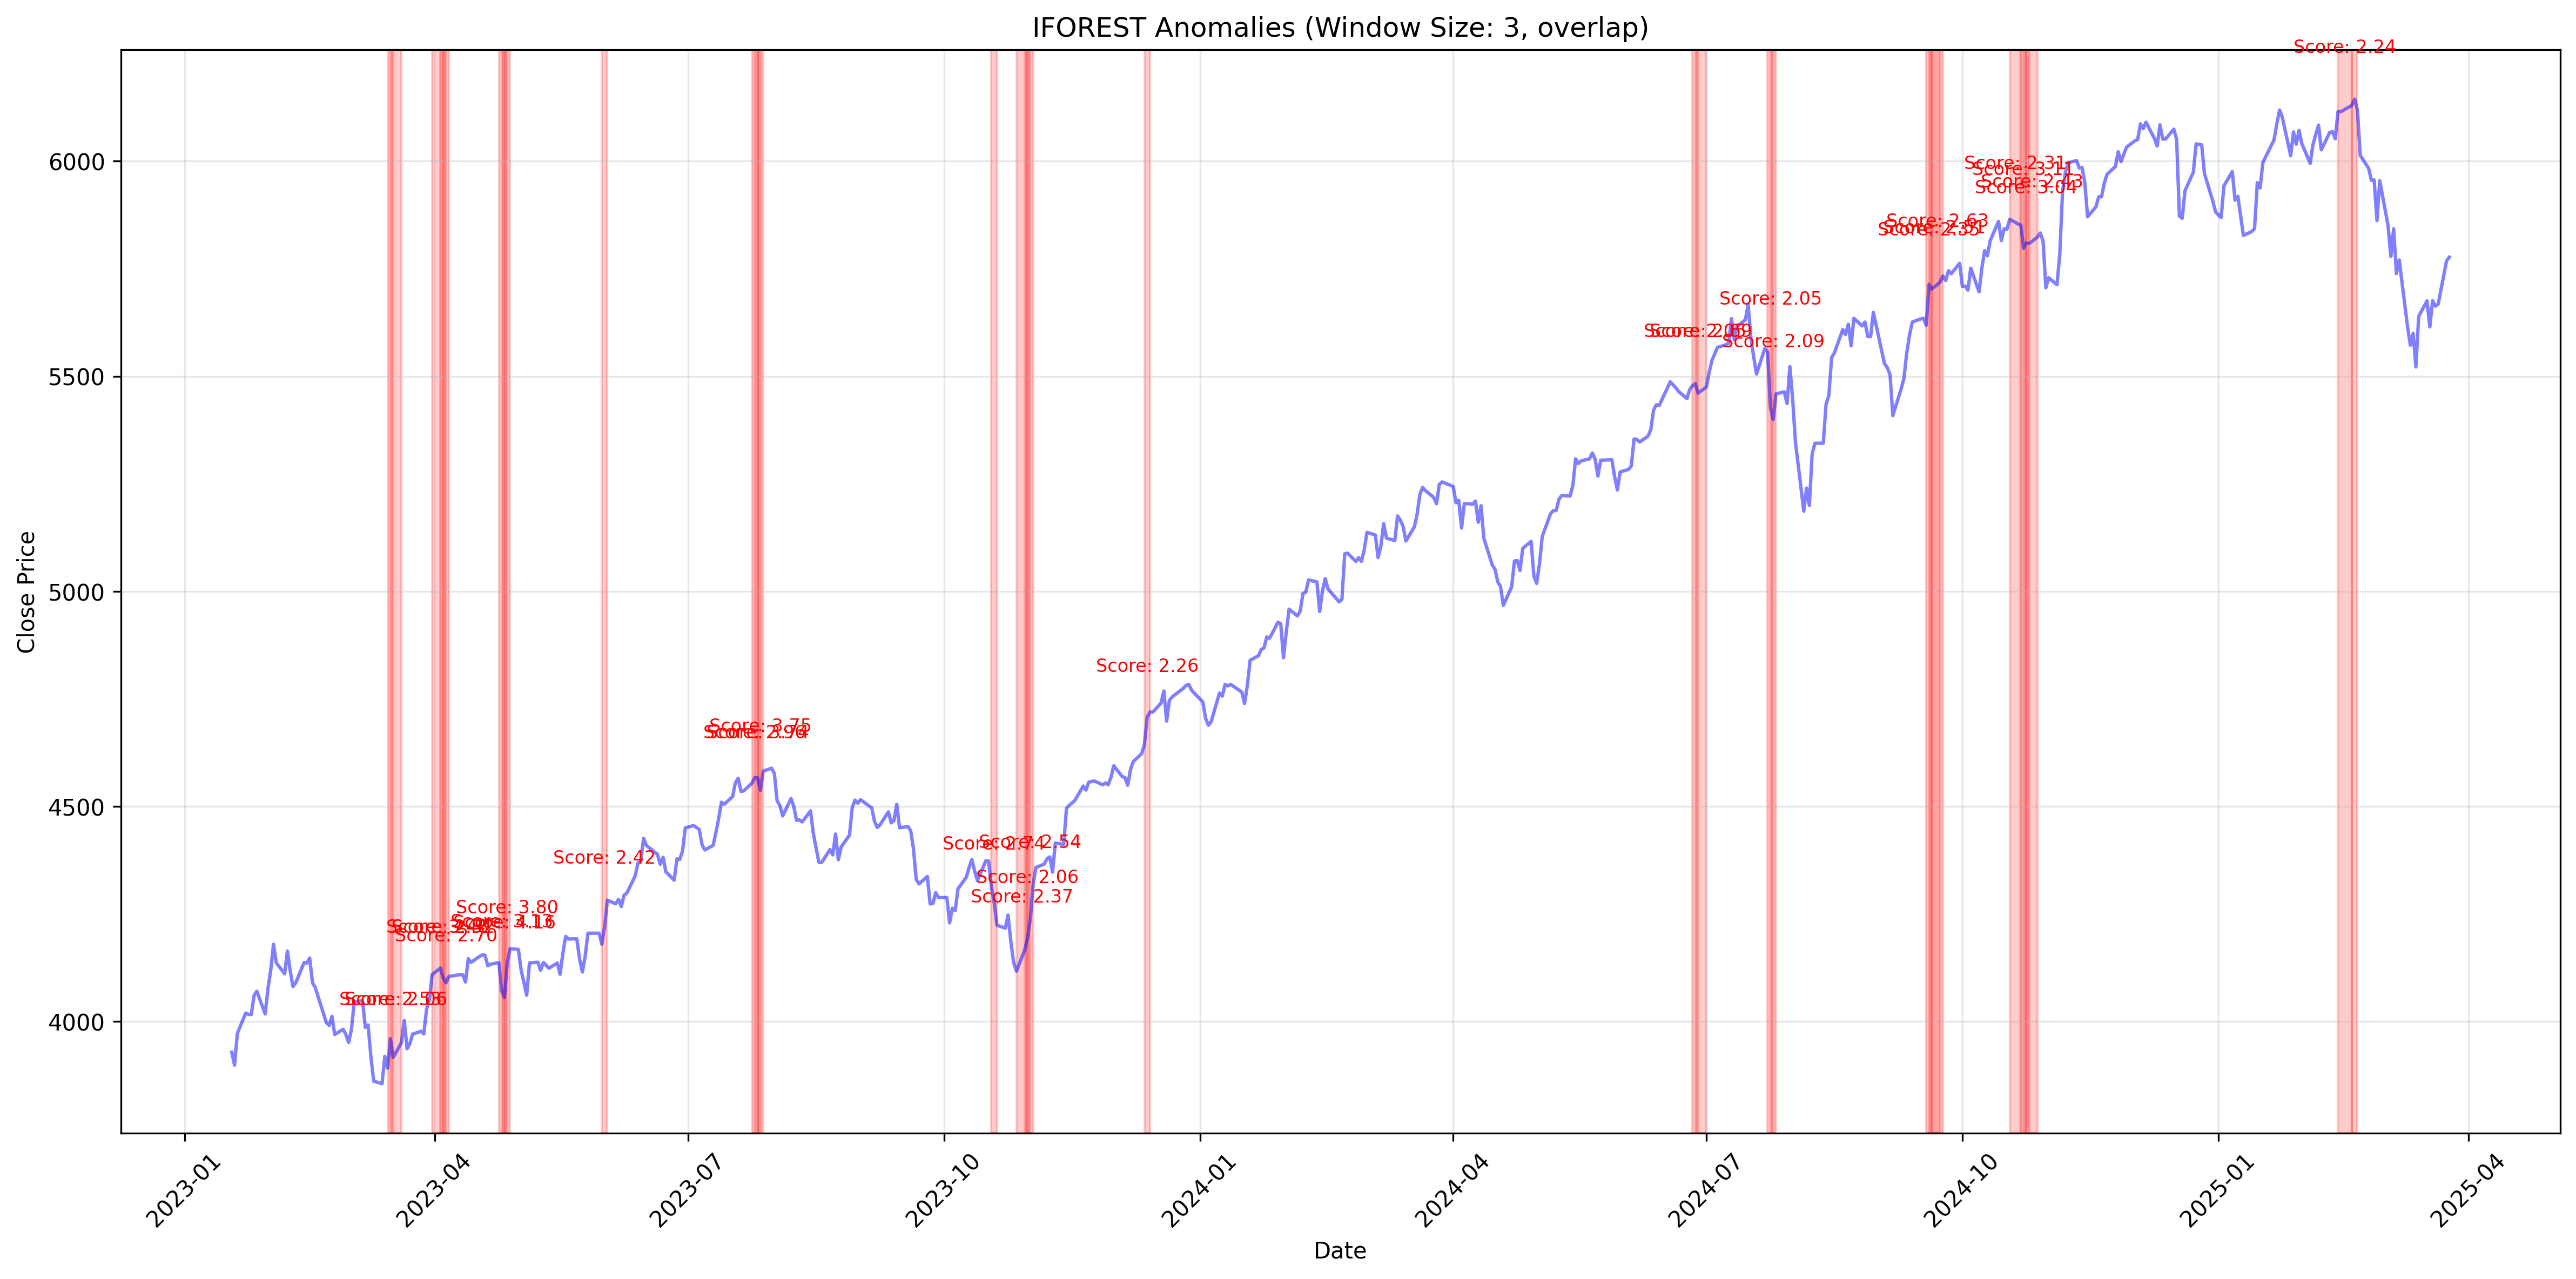 IFOREST Anomalies (Window Size: 3, overlap)
Score: 2.24
6000
Score: 2.31
Score: 3.04
Score: 2.63
Score: 2.05
5500
Score: 2.09
5000
Score: 2.26
Score: 3.75
4500
Score: 2.42
Score: 2.54
Score: 2.06
Score: 2.37
Score: 3.80
Score: 4.16
Score: 2.70
4000
Close Price
2023-01
2023-04
2023-07
2023-10
2024-01
2024-04
2024-07
2024-10
2025-01
2025-04
Date